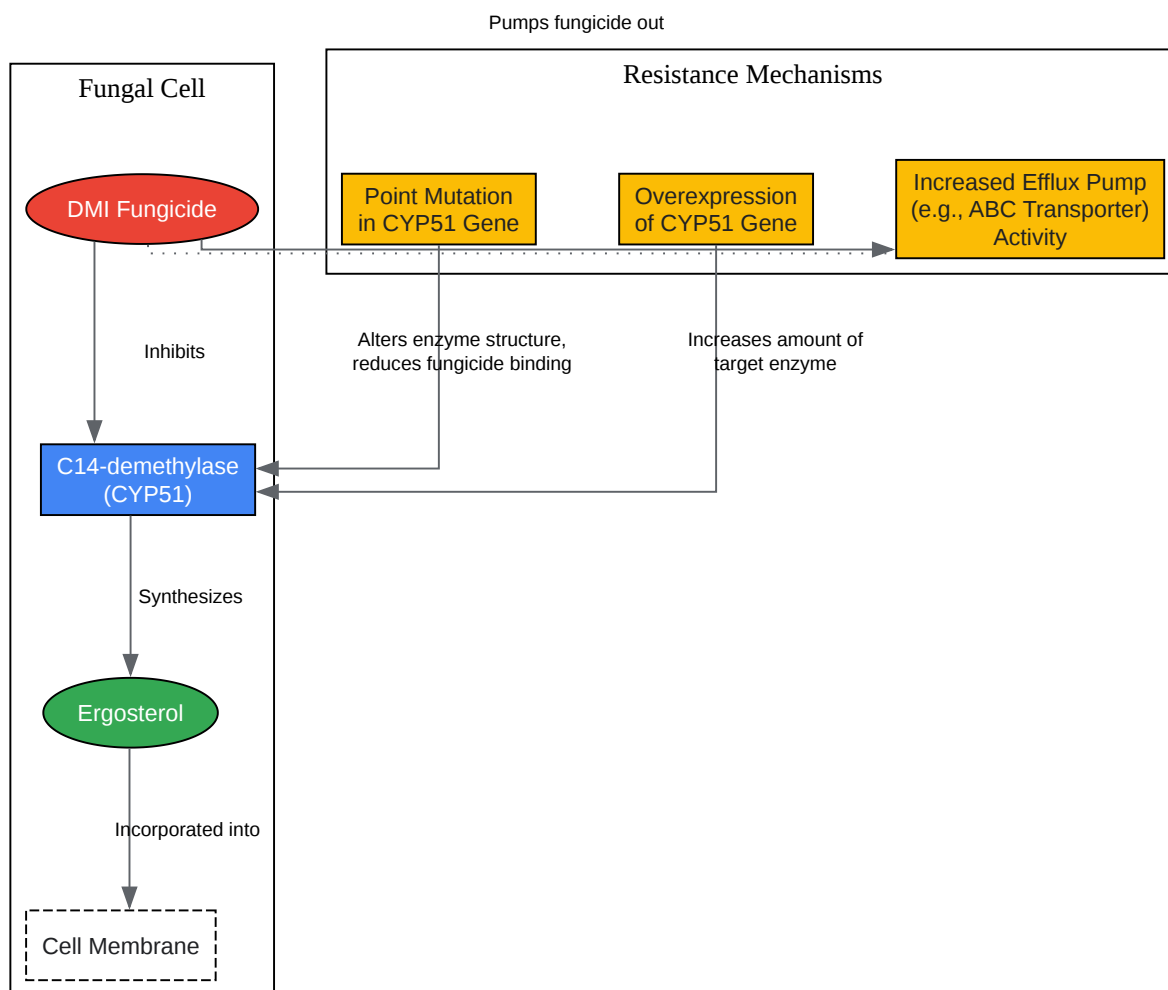 Pumps fungicide out
Fungal Cell
Resistance Mechanisms
DMI Fungicide
Point Mutation
in CYP51 Gene
Overexpression
of CYP51 Gene
Increased Efflux Pump
(e.g., ABC Transporter)
Activity
Inhibits
Alters enzyme structure,
reduces fungicide binding
Increases amount of
target enzyme
C14-demethylase
(CYP51)
Synthesizes
Ergosterol
Incorporated into
Cell Membrane